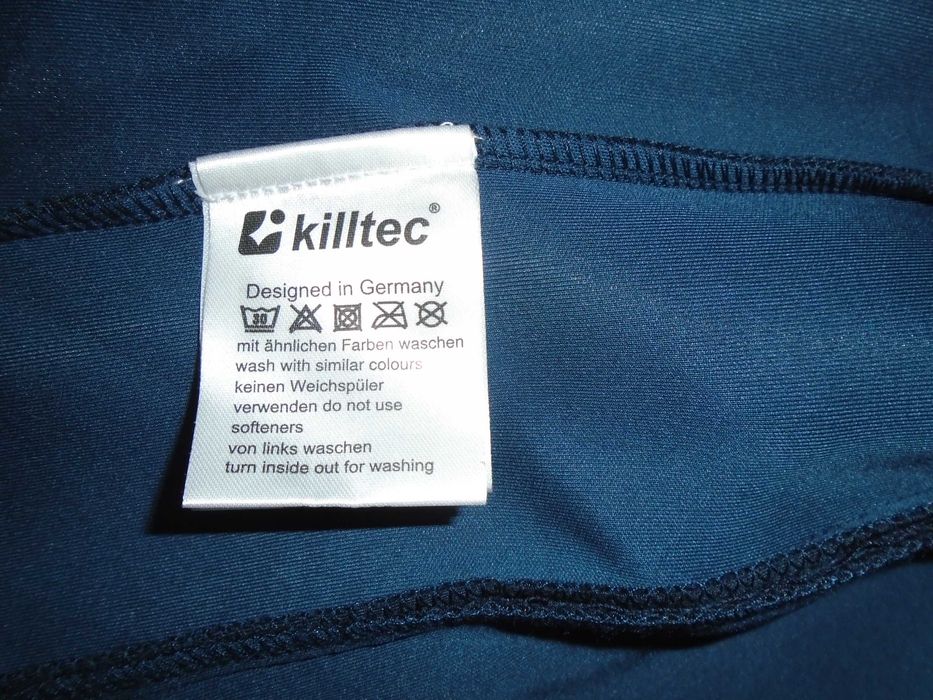 killtec®
Designed in Germany
30
mit ähnlichen Farben waschen
wash with similar colours
keinen Weichspüler
verwenden do not use
softeners
von links waschen
turn inside out for washing